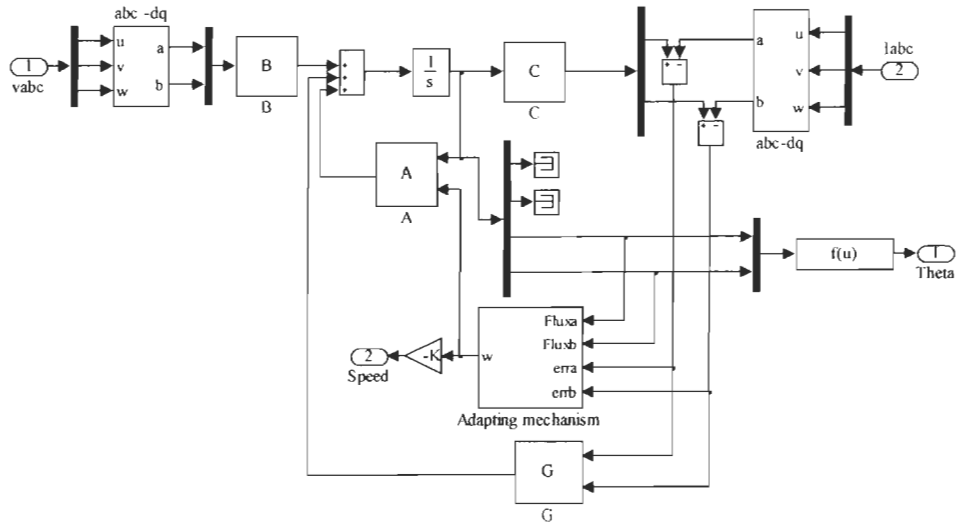 abc -dq
u
v
w
a
b
1
vabc
B
B
1
s
C
C
a
b
u
v
w
abc-dq
Iabc
2
A
A
f(u)
1
Theta
Fluxa
Fluxb
erra
errb
w
Adapting mechanism
-K
2
Speed
G
G